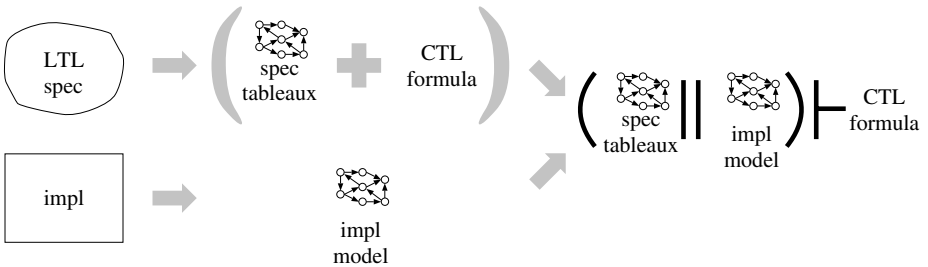 LTL
spec
spec
tableaux
CTL
formula
impl
impl
model
spec
tableaux
impl
model
CTL
formula